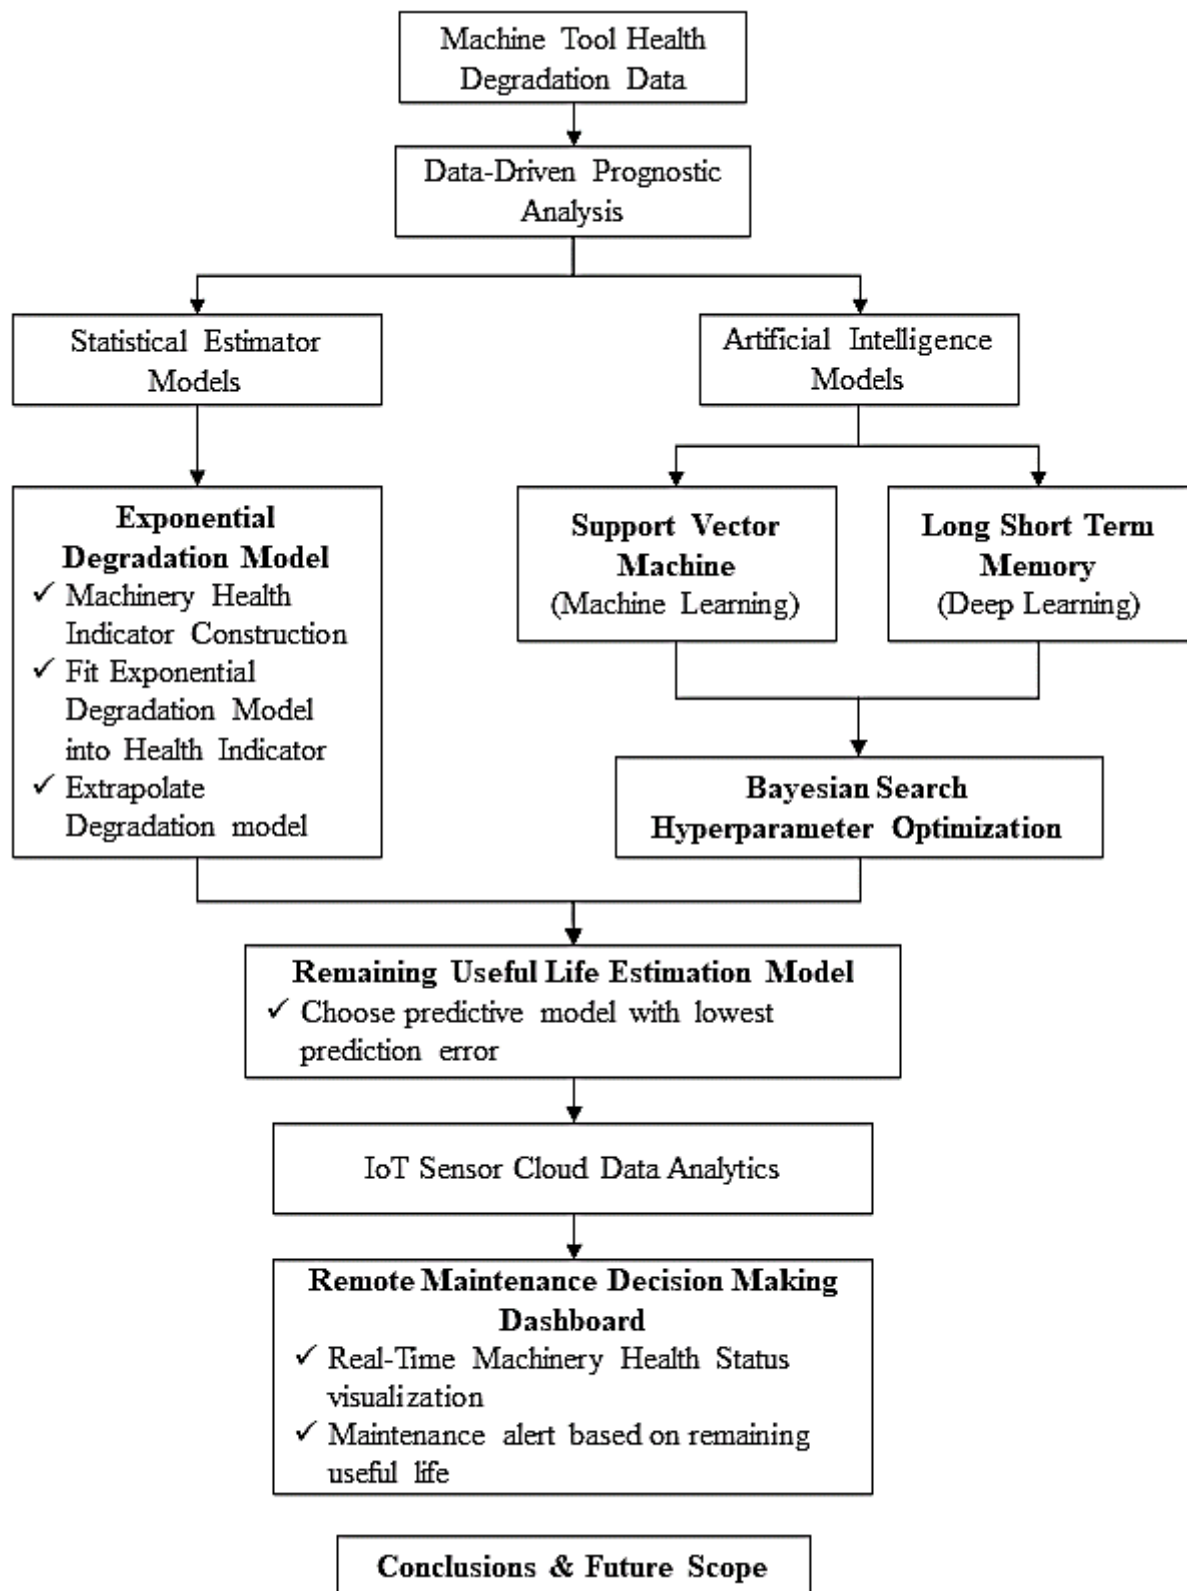 Machine Tool Health
Degradation Data
Data-Driven Prognostic
Analysis
Statistical Estimator
Models
Artificial Intelligence
Models
Exponential
Degradation Model
✓ Machinery Health
Indicator Construction
✓ Fit Exponential
Degradation Model
into Health Indicator
✓ Extrapolate
Degradation model
Support Vector
Machine
(Machine Learning)
Long Short Term
Memory
(Deep Learning)
Bayesian Search
Hyperparameter Optimization
Remaining Useful Life Estimation Model
✓ Choose predictive model with lowest
prediction error
IoT Sensor Cloud Data Analytics
Remote Maintenance Decision Making
Dashboard
✓ Real-Time Machinery Health Status
visualization
✓ Maintenance alert based on remaining
useful life
Conclusions & Future Scope